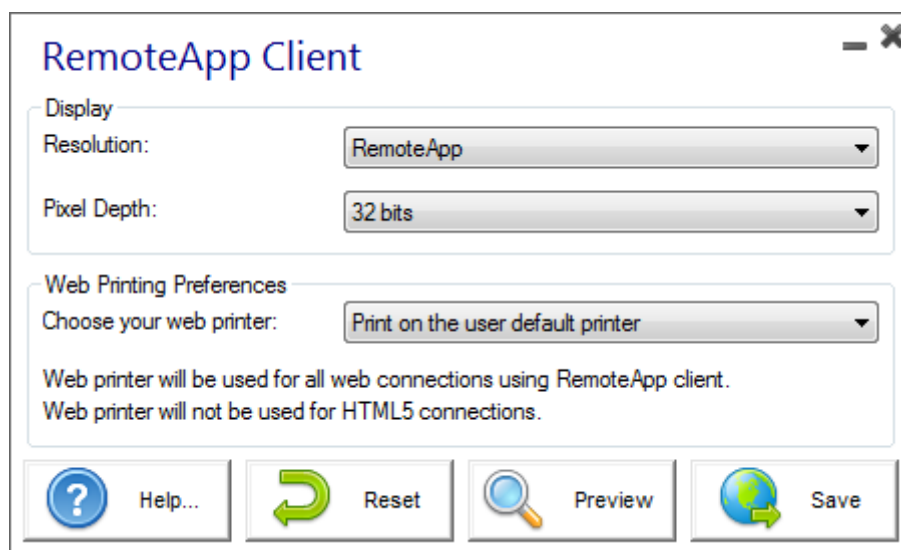 RemoteApp Client
Display
Resolution:
RemoteApp
Pixel Depth:
32 bits
Web Printing Preferences
Choose your web printer:
Print on the user default printer
Web printer will be used for all web connections using RemoteApp client.
Web printer will not be used for HTML5 connections.
Help...
Reset
Preview
Save